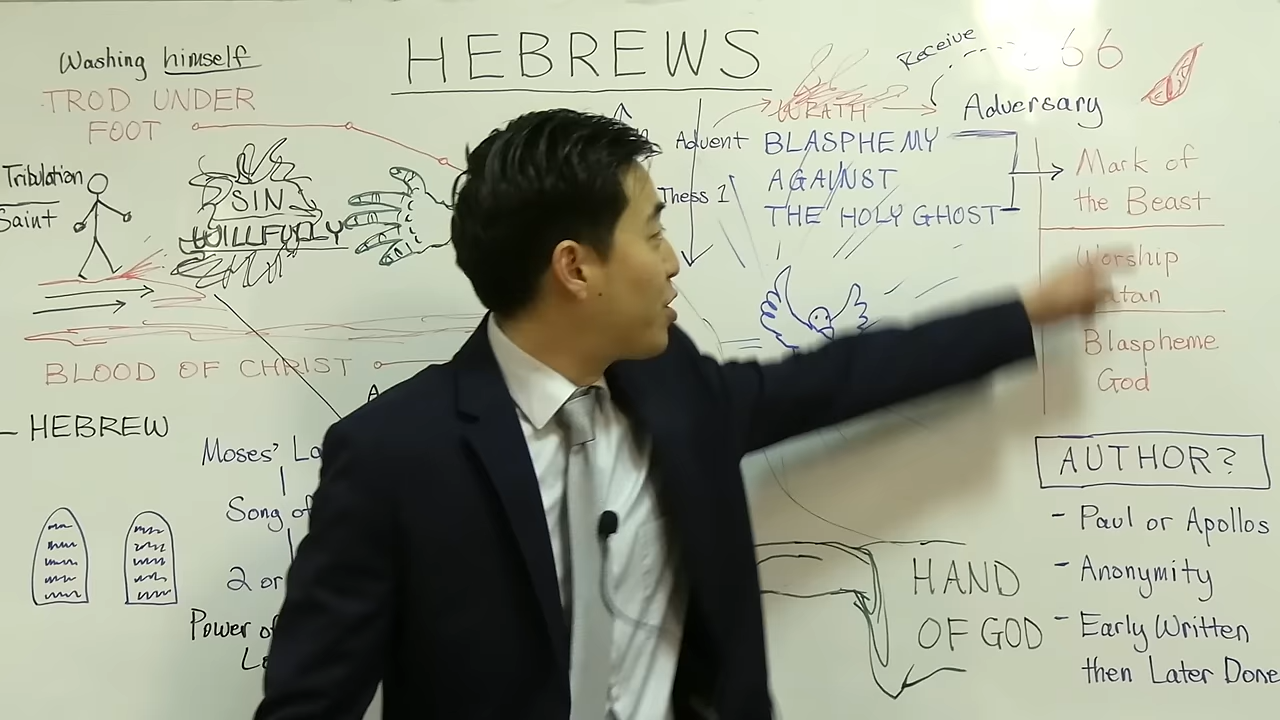 HEBREWS
Washing himself
TROD UNDER
FOOT
Tribulation
Saint
SIN
WILLFULLY
BLOOD OF CHRIST
- HEBREW
Moses'
Song of
2 or
Power of
Receive
66
WRATH
Adversary
Advent
Thess 1
BLASPHEMY
AGAINST
THE HOLY GHOST
Mark of
the Beast
Worship
Blaspheme
God
AUTHOR?
- Paul or Apollos
- Anonymity
- Early Written
then Later Done
HAND
OF GOD